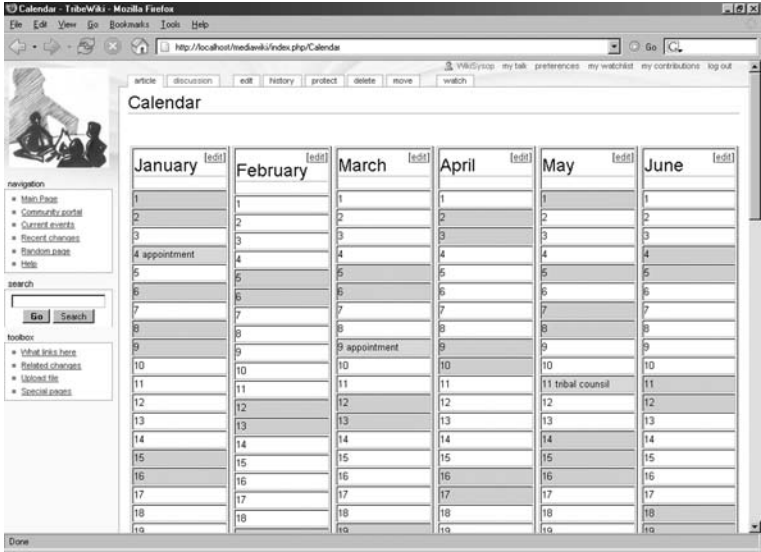 Calendar - TribeWiki - Mozilla Firefox
File Edit View Go Bookmarks Tools Help
http://localhost/mediawiki/index.php/Calendar
Go
WikiSysop my talk preferences my watchlist my contributions log out
article discussion edit history protect delete move watch
Calendar
January [edit] February [edit] March [edit] April [edit] May [edit] June [edit]
navigation
Main Page
Community portal
Current events
Recent changes
Random page
Help
search
Go Search
toolbox
What links here
Related changes
Upload file
Special pages
1 1 1 1 1 1
2 2 2 2 2 2
3 3 3 3 3 3
4 appointment 4 4 4 4 4
5 5 5 5 5 5
6 6 6 6 6 6
7 7 7 7 7 7
8 8 8 8 8 8
9 9 9 appointment 9 9 9
10 10 10 10 10 10
11 11 11 11 11 tribal counsil 11
12 12 12 12 12 12
13 13 13 13 13 13
14 14 14 14 14 14
15 15 15 15 15 15
16 16 16 16 16 16
17 17 17 17 17 17
18 18 18 18 18 18
19 19 19 19 19
Done